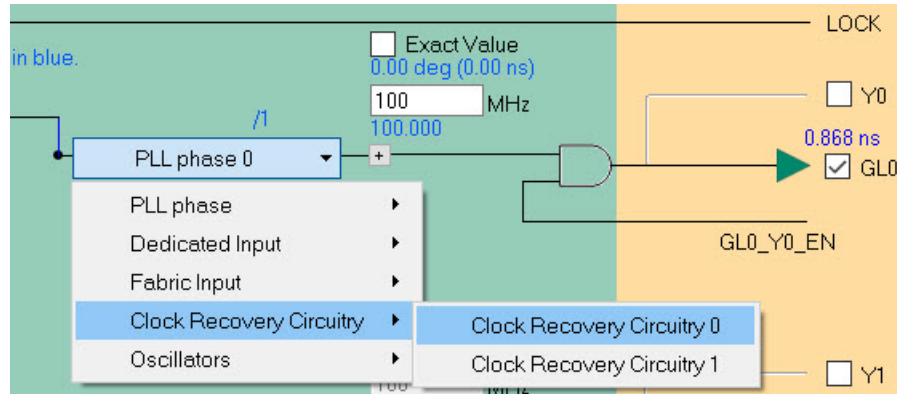 LOCK
Exact Value
in blue.
0.00 deg (0.00 ns)
100 MHz
Y0
/1
100.000
0.868 ns
PLL phase 0
+
GL0
PLL phase
Dedicated Input
GL0_Y0_EN
Fabric Input
Clock Recovery Circuitry
Clock Recovery Circuitry 0
Oscillators
Clock Recovery Circuitry 1
100 MHz
Y1